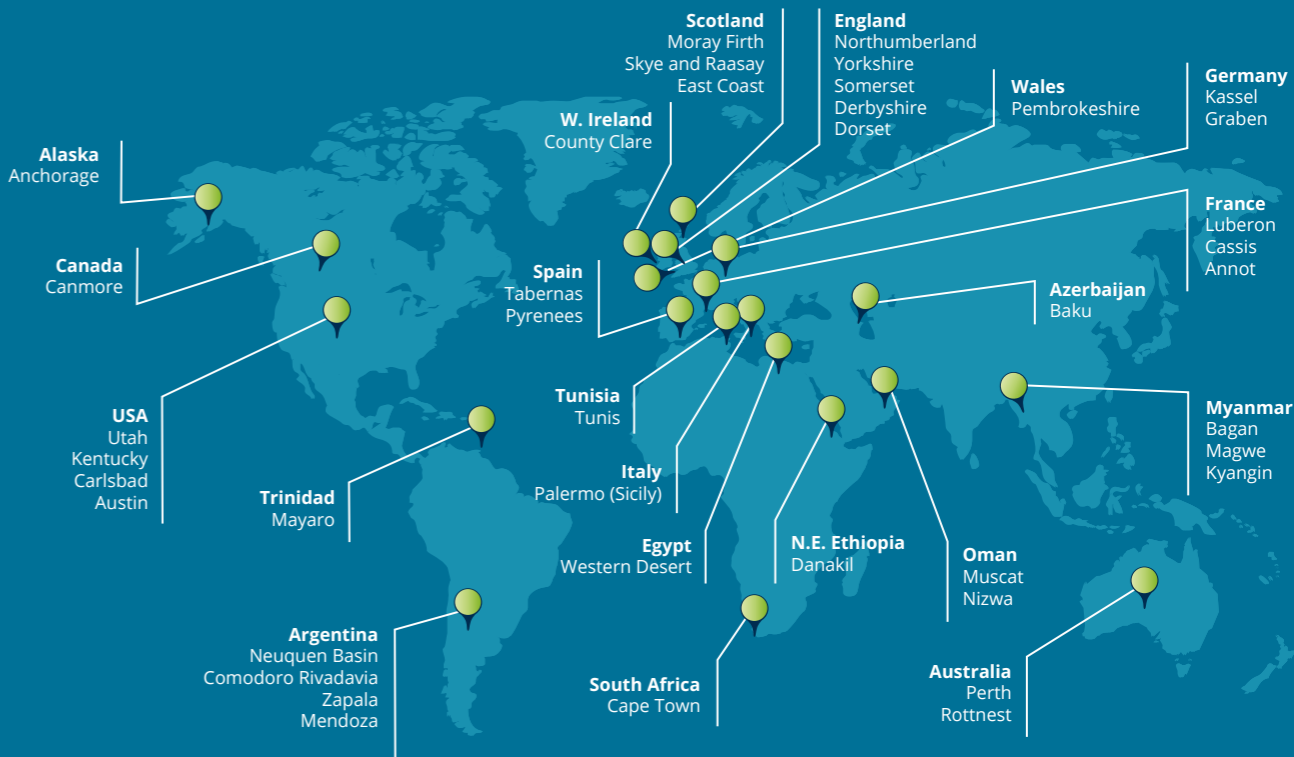 Scotland
Moray Firth
Skye and Raasay
East Coast
England
Northumberland
Yorkshire
Somerset
Derbyshire
Dorset
Wales
Pembrokeshire
Germany
Kassel
Graben
W. Ireland
County Clare
Alaska
Anchorage
Canada
Canmore
Spain
Tabernas
Pyrenees
France
Luberon
Cassis
Annot
Azerbaijan
Baku
USA
Utah
Kentucky
Carlsbad
Austin
Trinidad
Mayaro
Tunisia
Tunis
Italy
Palermo (Sicily)
Myanmar
Bagan
Magwe
Kyangin
Egypt
Western Desert
N.E. Ethiopia
Danakil
Oman
Muscat
Nizwa
Argentina
Neuquen Basin
Comodoro Rivadavia
Zapala
Mendoza
South Africa
Cape Town
Australia
Perth
Rottnest